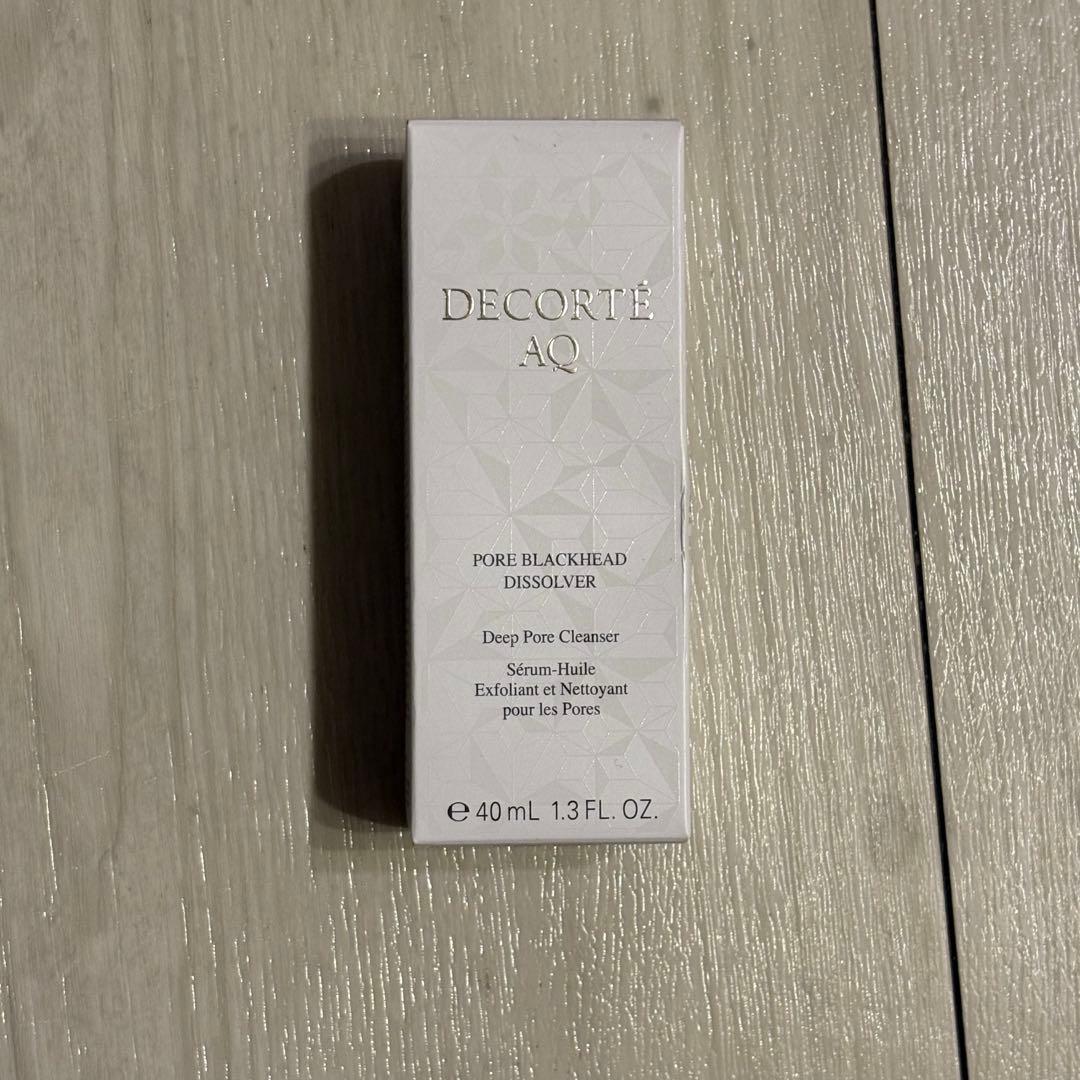 DECORTÉ
AQ
PORE BLACKHEAD
DISSOLVER
Deep Pore Cleanser
Sérum-Huile
Exfoliant et Nettoyant
pour les Pores
℮ 40 mL 1.3 FL. OZ.